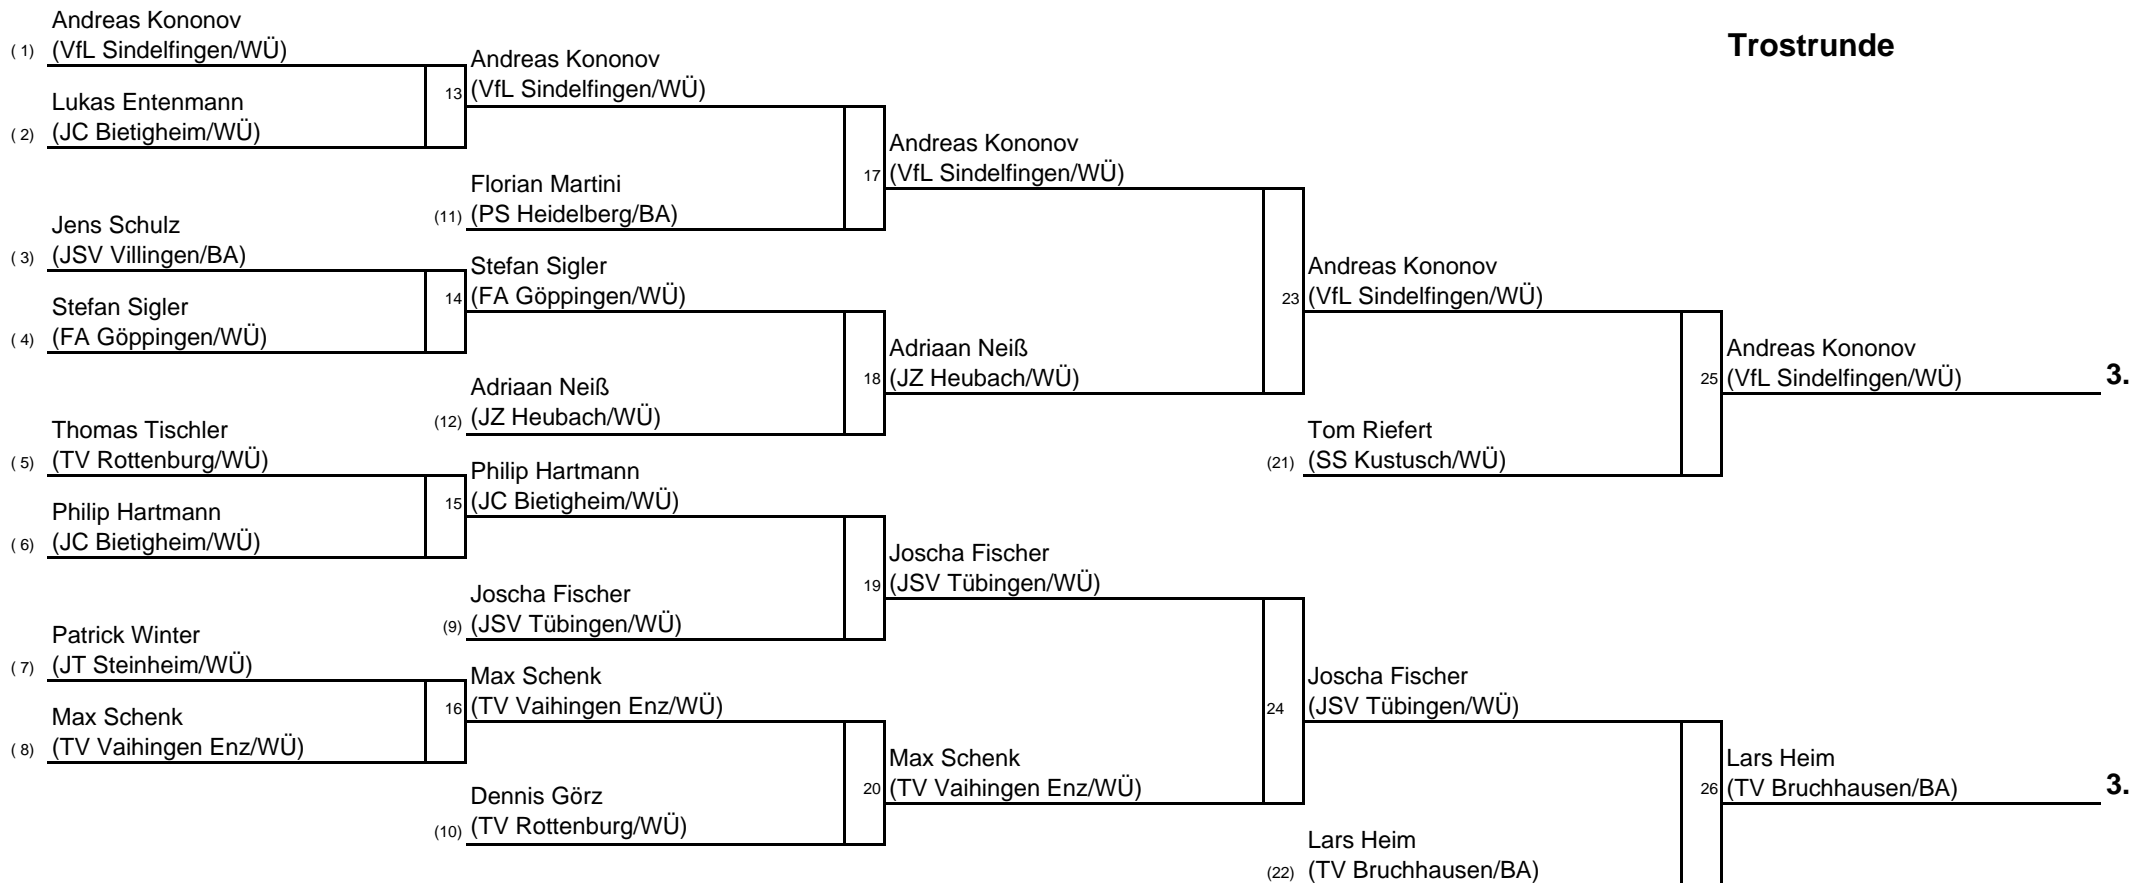 Trostrunde
Andreas Kononov
( 1) (VfL Sindelfingen/WÜ)
Lukas Entenmann
( 2) (JC Bietigheim/WÜ)
Jens Schulz
( 3) (JSV Villingen/BA)
Stefan Sigler
( 4) (FA Göppingen/WÜ)
Thomas Tischler
( 5) (TV Rottenburg/WÜ)
Philip Hartmann
( 6) (JC Bietigheim/WÜ)
Patrick Winter
( 7) (JT Steinheim/WÜ)
Max Schenk
( 8) (TV Vaihingen Enz/WÜ)
Andreas Kononov
13 (VfL Sindelfingen/WÜ)
Florian Martini
(11) (PS Heidelberg/BA)
Stefan Sigler
14 (FA Göppingen/WÜ)
Adriaan Neiß
(12) (JZ Heubach/WÜ)
Philip Hartmann
15 (JC Bietigheim/WÜ)
Joscha Fischer
(9) (JSV Tübingen/WÜ)
Max Schenk
16 (TV Vaihingen Enz/WÜ)
Dennis Görz
(10) (TV Rottenburg/WÜ)
Andreas Kononov
17 (VfL Sindelfingen/WÜ)
Adriaan Neiß
18 (JZ Heubach/WÜ)
Joscha Fischer
19 (JSV Tübingen/WÜ)
Max Schenk
20 (TV Vaihingen Enz/WÜ)
Andreas Kononov
23 (VfL Sindelfingen/WÜ)
Tom Riefert
(21) (SS Kustusch/WÜ)
Joscha Fischer
24 (JSV Tübingen/WÜ)
Lars Heim
(22) (TV Bruchhausen/BA)
Andreas Kononov
25 (VfL Sindelfingen/WÜ) 3.
Lars Heim
26 (TV Bruchhausen/BA) 3.